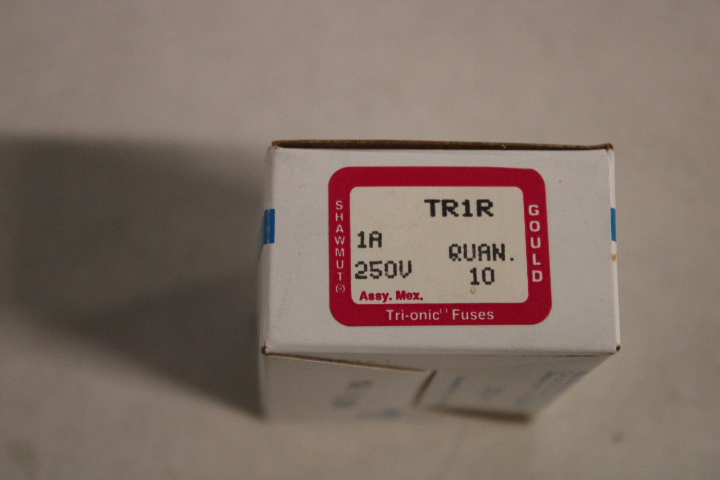 TR1R
SHAWMUT®
GOULD
1A
QUAN.
250V
10
Assy. Mex.
Tri-onic® Fuses